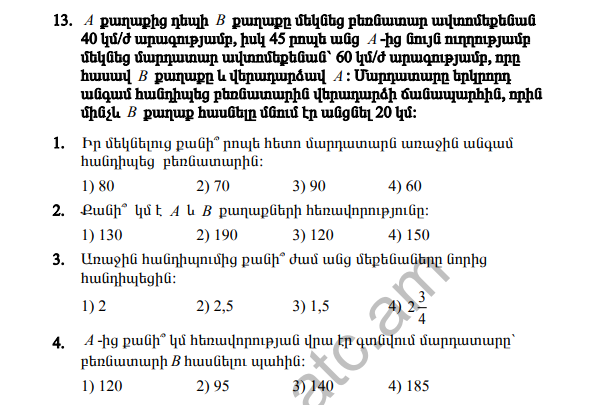 13. A քաղաքից դեպի B քաղաքը մեկնեց բեռնատար ավտոմեքենան
40 կմ/ժ արագությամբ, իսկ 45 րոպե անց A -ից նույն ուղղությամբ
մեկնեց մարդատար ավտոմեքենան՝ 60 կմ/ժ արագությամբ, որը
հասավ B քաղաքը և վերադարձավ A : Մարդատարը երկրորդ
անգամ հանդիպեց բեռնատարին վերադարձի ճանապարհին, որին
մինչև B քաղաք հասնելը մնում էր անցնել 20 կմ:
1. Իր մեկնելուց քանի՞ րոպե հետո մարդատարն առաջին անգամ
հանդիպեց բեռնատարին:
1) 80 2) 70 3) 90 4) 60
2. Քանի՞ կմ է A և B քաղաքների հեռավորությունը:
1) 130 2) 190 3) 120 4) 150
3. Առաջին հանդիպումից քանի՞ ժամ անց մեքենաները նորից
հանդիպեցին:
1) 2 2) 2,5 3) 1,5 4) 2 3/4
4. A -ից քանի՞ կմ հեռավորության վրա էր գտնվում մարդատարը՝
բեռնատարի B հասնելու պահին:
1) 120 2) 95 3) 140 4) 185
atc.am